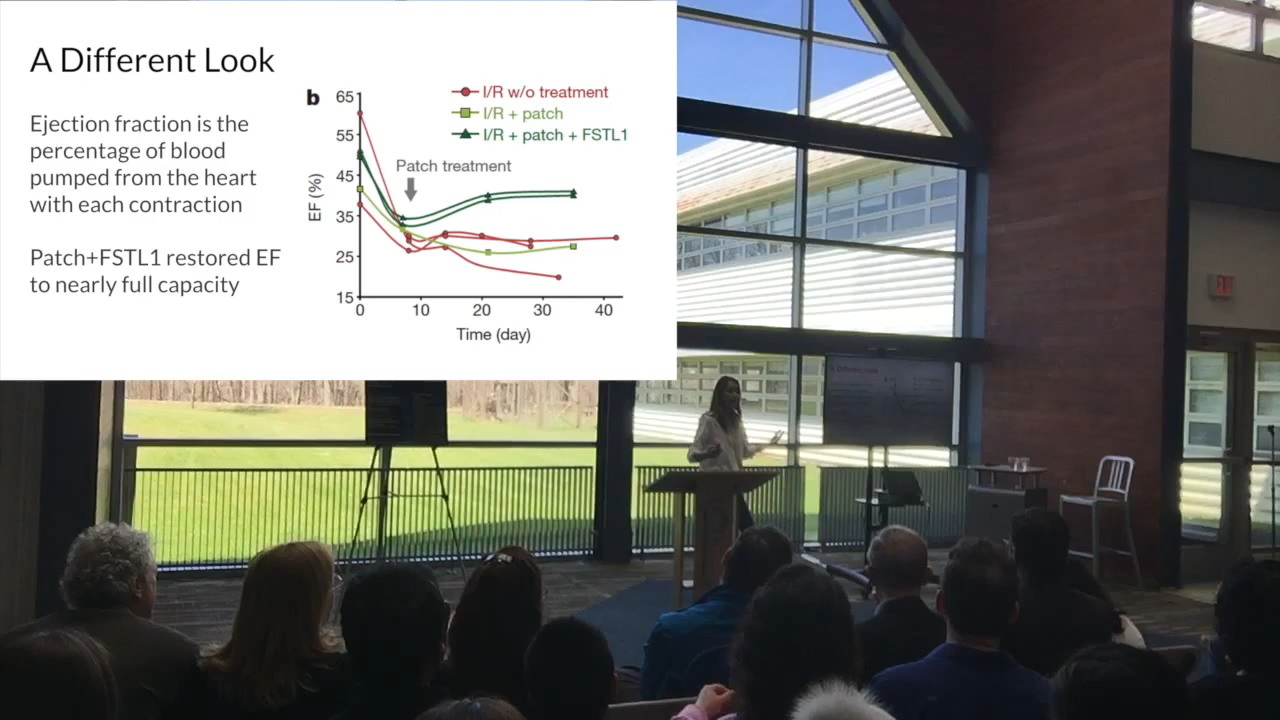 A Different Look
Ejection fraction is the
percentage of blood
pumped from the heart
with each contraction
Patch+FSTL1 restored EF
to nearly full capacity
b
I/R w/o treatment
I/R + patch
I/R + patch + FSTL1
Patch treatment
EF (%)
65
55
45
35
25
15
0 10 20 30 40
Time (day)